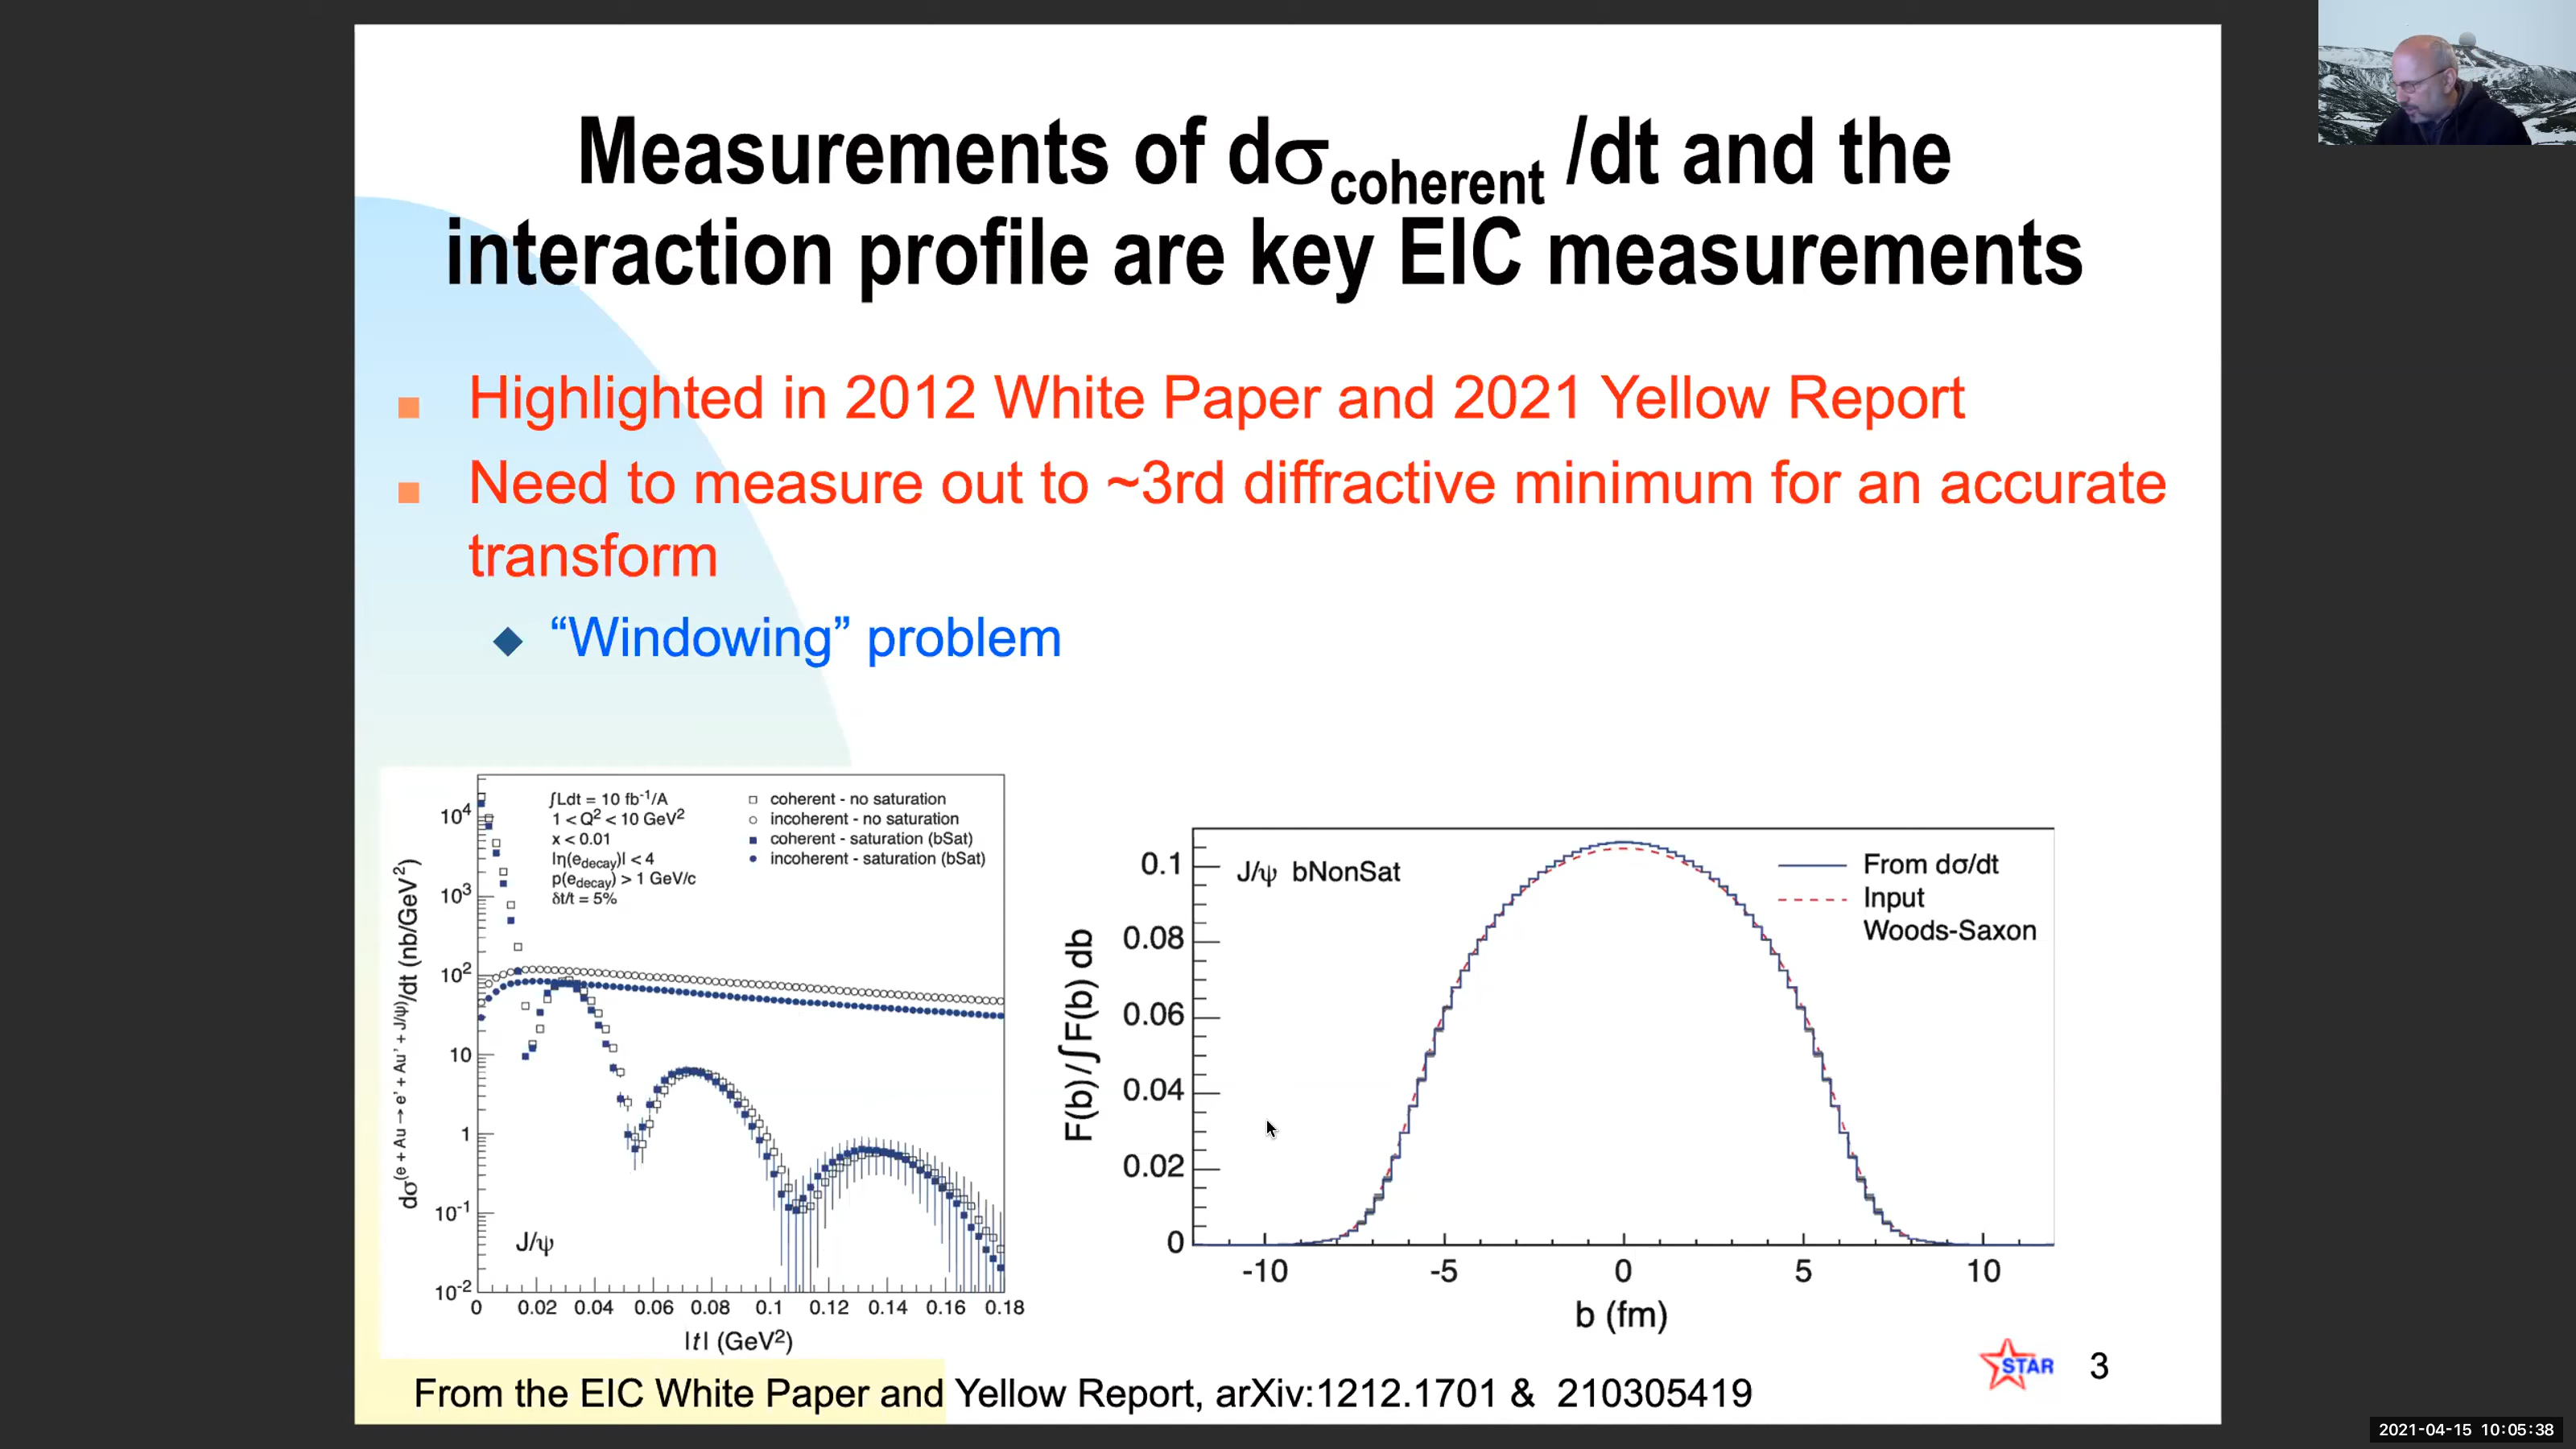 Measurements of dσcoherent /dt and the
interaction profile are key EIC measurements
Highlighted in 2012 White Paper and 2021 Yellow Report
Need to measure out to ~3rd diffractive minimum for an accurate
transform
“Windowing” problem
∫Ldt = 10 fb-1/A
1 < Q2 < 10 GeV2
x < 0.01
|η(edecay)| < 4
p(edecay) > 1 GeV/c
δt/t = 5%
coherent - no saturation
incoherent - no saturation
coherent - saturation (bSat)
incoherent - saturation (bSat)
dσ(e + Au → e' + Au' + J/ψ)/dt (nb/GeV2)
104
103
102
10
1
10-1
10-2
J/ψ
0 0.02 0.04 0.06 0.08 0.1 0.12 0.14 0.16 0.18
|t| (GeV2)
J/ψ bNonSat
From dσ/dt
Input
Woods-Saxon
F(b)/∫F(b) db
0.1
0.08
0.06
0.04
0.02
0
-10 -5 0 5 10
b (fm)
STAR
3
From the EIC White Paper and Yellow Report, arXiv:1212.1701 & 210305419
2021-04-15 10:05:38